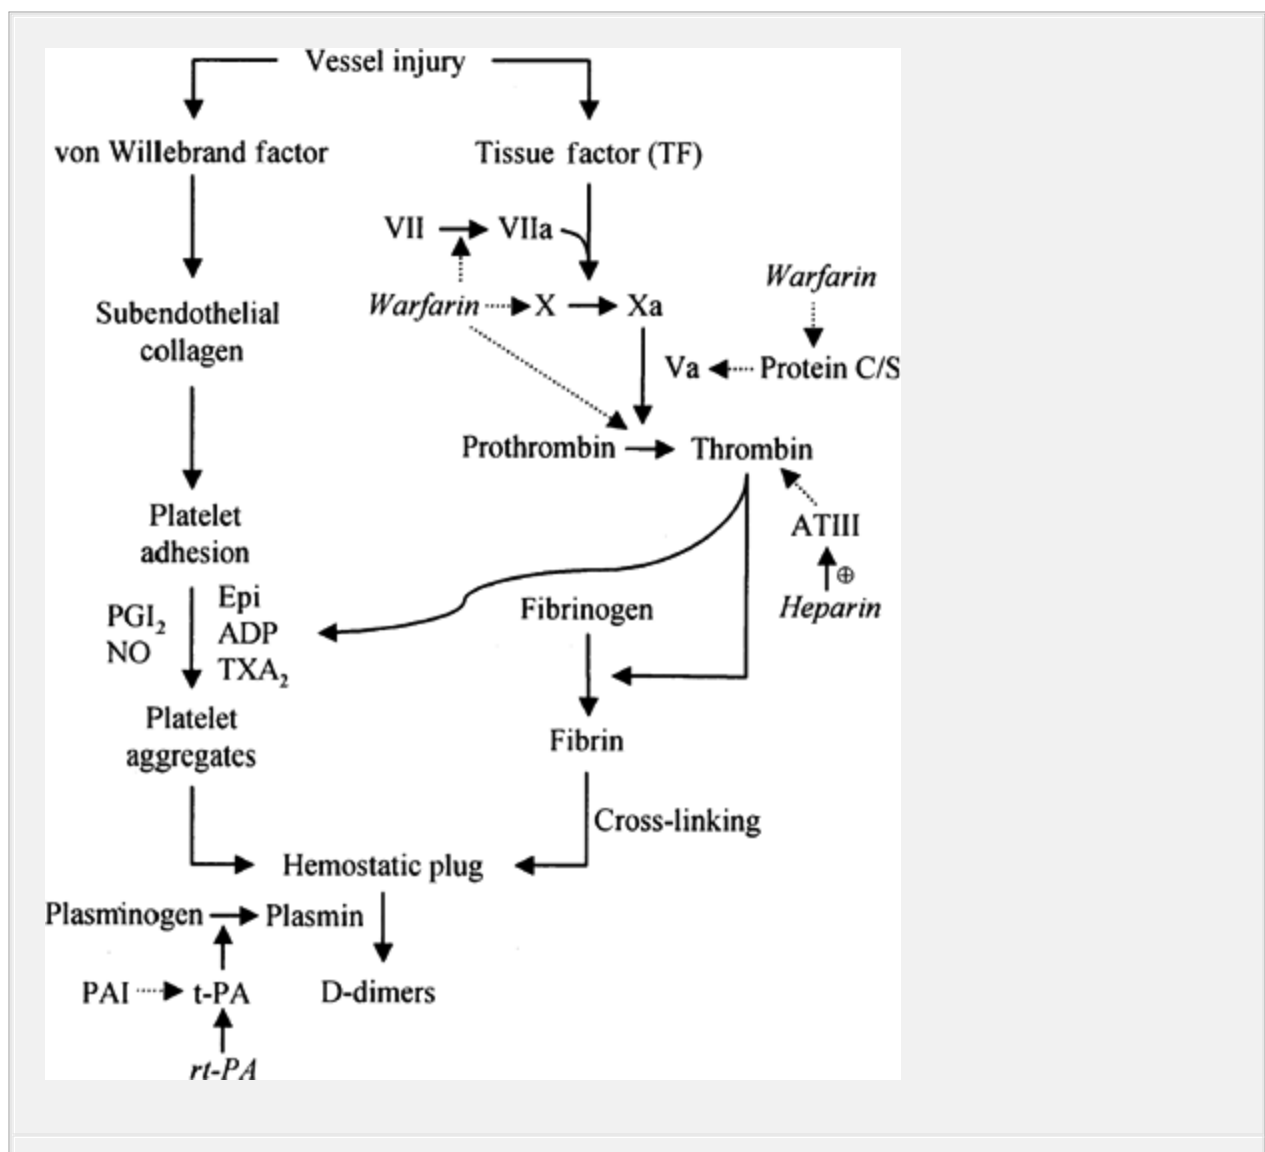 Vessel injury
von Willebrand factor
Tissue factor (TF)
VII
VIIa
Warfarin
Warfarin
X
Xa
Subendothelial
collagen
Va
Protein C/S
Prothrombin
Thrombin
Platelet
adhesion
ATIII
⊕
Heparin
PGI₂
NO
Epi
ADP
TXA₂
Fibrinogen
Platelet
aggregates
Fibrin
Cross-linking
Hemostatic plug
Plasminogen
Plasmin
PAI
t-PA
D-dimers
rt-PA